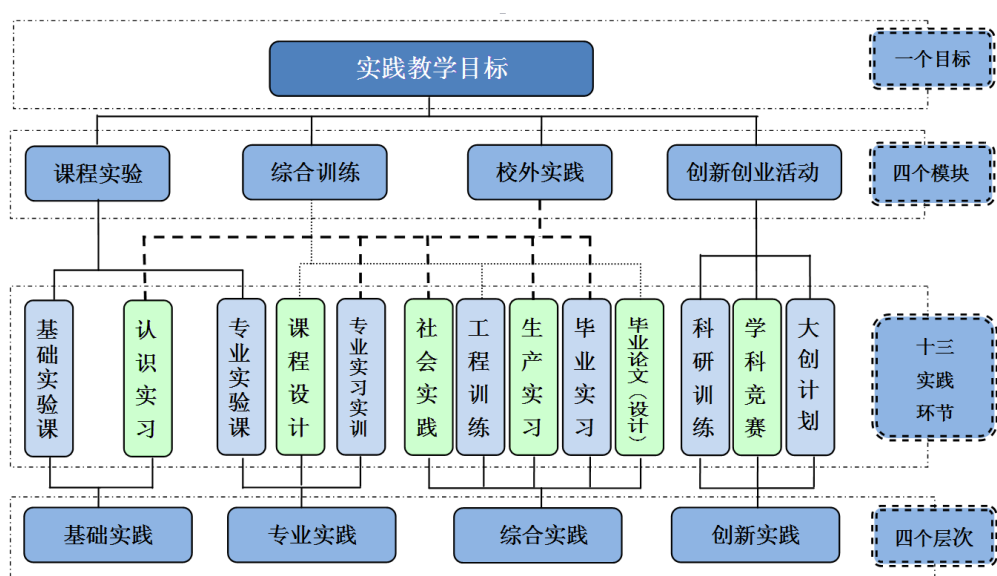 实践教学目标
一个目标
课程实验
综合训练
校外实践
创新创业活动
四个模块
基础实验课
认识实习
专业实验课
课程设计
专业实习实训
社会实践
工程训练
生产实习
毕业实习
毕业论文（设计）
科研训练
学科竞赛
大创计划
十三
实践
环节
基础实践
专业实践
综合实践
创新实践
四个层次